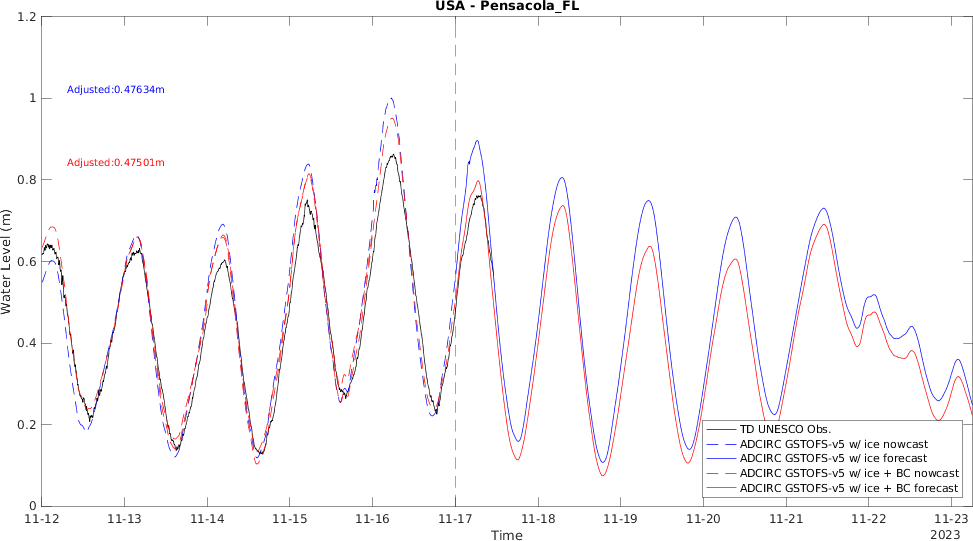 USA - Pensacola_FL
1.2
1
0.8
0.6
0.4
0.2
0
Water Level (m)
Adjusted:0.47634m
Adjusted:0.47501m
TD UNESCO Obs.
ADCIRC GSTOFS-v5 w/ ice nowcast
ADCIRC GSTOFS-v5 w/ ice forecast
ADCIRC GSTOFS-v5 w/ ice + BC nowcast
ADCIRC GSTOFS-v5 w/ ice + BC forecast
11-12 11-13 11-14 11-15 11-16 11-17 11-18 11-19 11-20 11-21 11-22 11-23
Time 2023